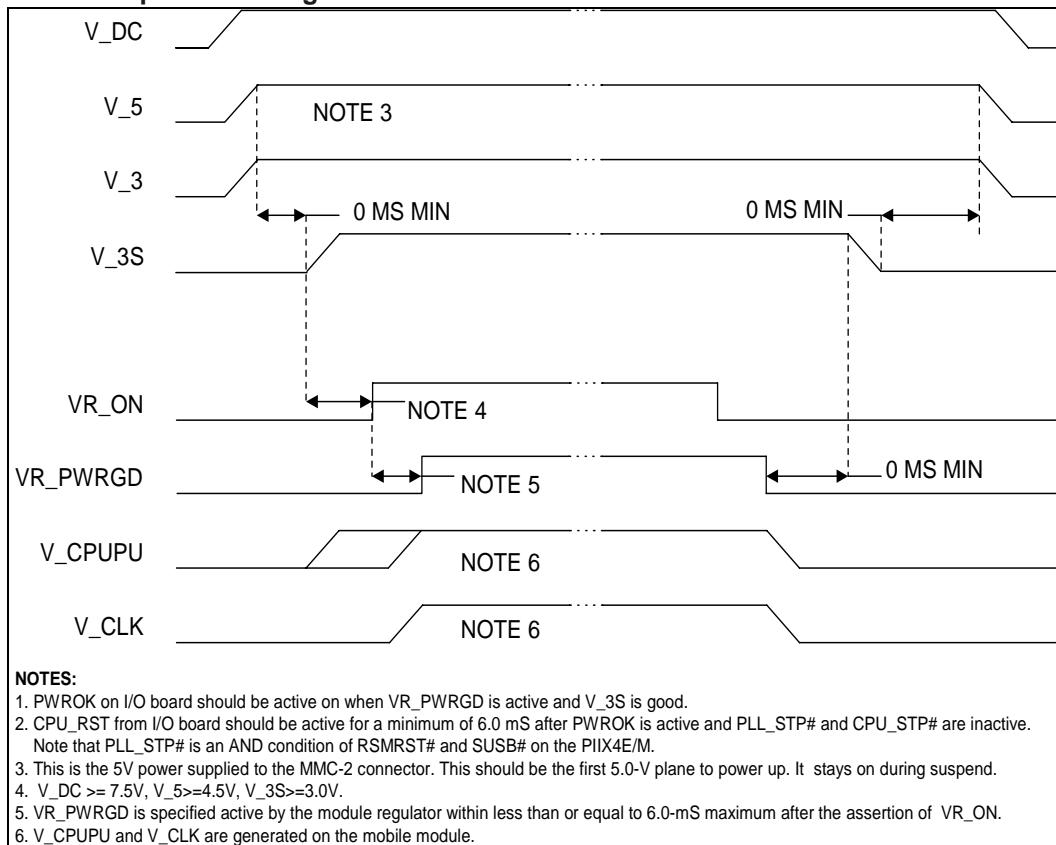 V_DC
V_5
NOTE 3
V_3
0 MS MIN
0 MS MIN
V_3S
VR_ON
NOTE 4
VR_PWRGD
NOTE 5
0 MS MIN
V_CPUPU
NOTE 6
V_CLK
NOTE 6
NOTES:
1. PWROK on I/O board should be active on when VR_PWRGD is active and V_3S is good.
2. CPU_RST from I/O board should be active for a minimum of 6.0 mS after PWROK is active and PLL_STP# and CPU_STP# are inactive.
Note that PLL_STP# is an AND condition of RSMRST# and SUSB# on the PIIX4E/M.
3. This is the 5V power supplied to the MMC-2 connector. This should be the first 5.0-V plane to power up. It stays on during suspend.
4. V_DC >= 7.5V, V_5>=4.5V, V_3S>=3.0V.
5. VR_PWRGD is specified active by the module regulator within less than or equal to 6.0-mS maximum after the assertion of VR_ON.
6. V_CPUPU and V_CLK are generated on the mobile module.